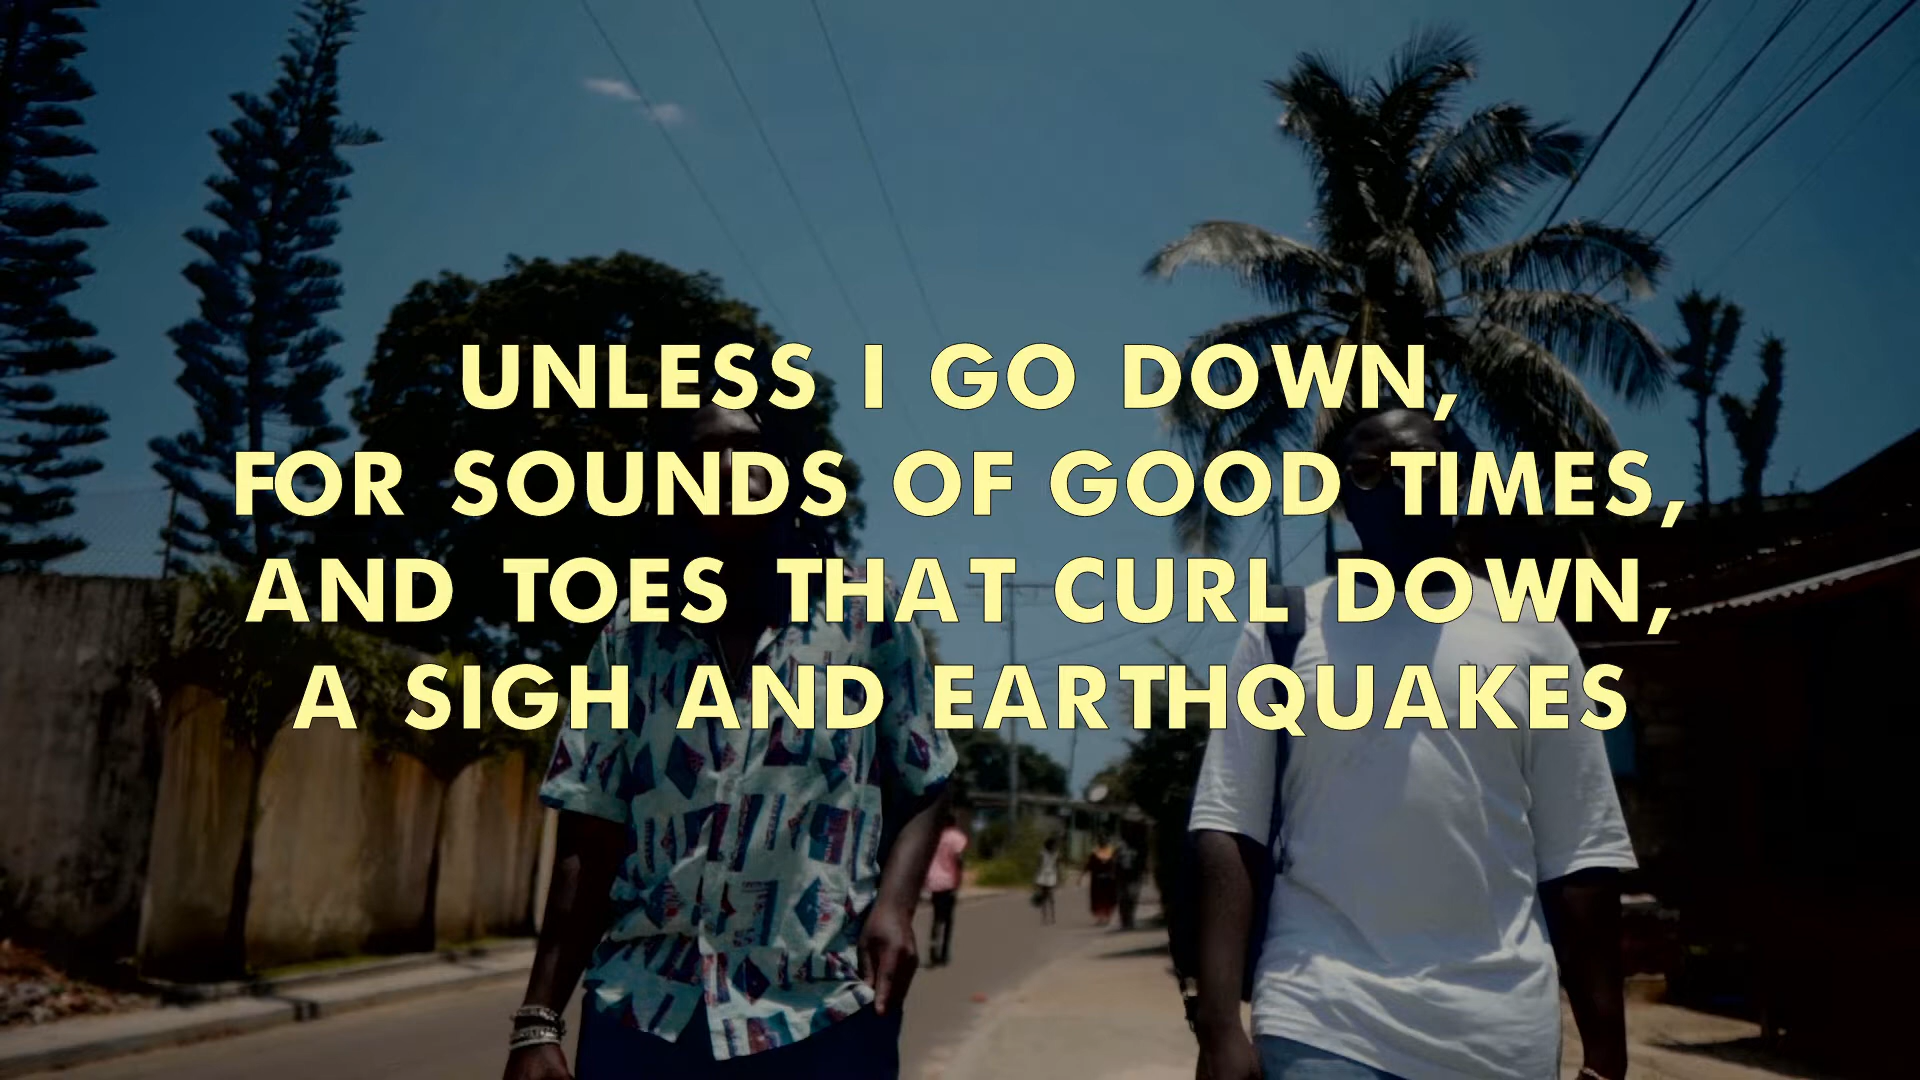 UNLESS I GO DOWN,
FOR SOUNDS OF GOOD TIMES,
AND TOES THAT CURL DOWN,
A SIGH AND EARTHQUAKES